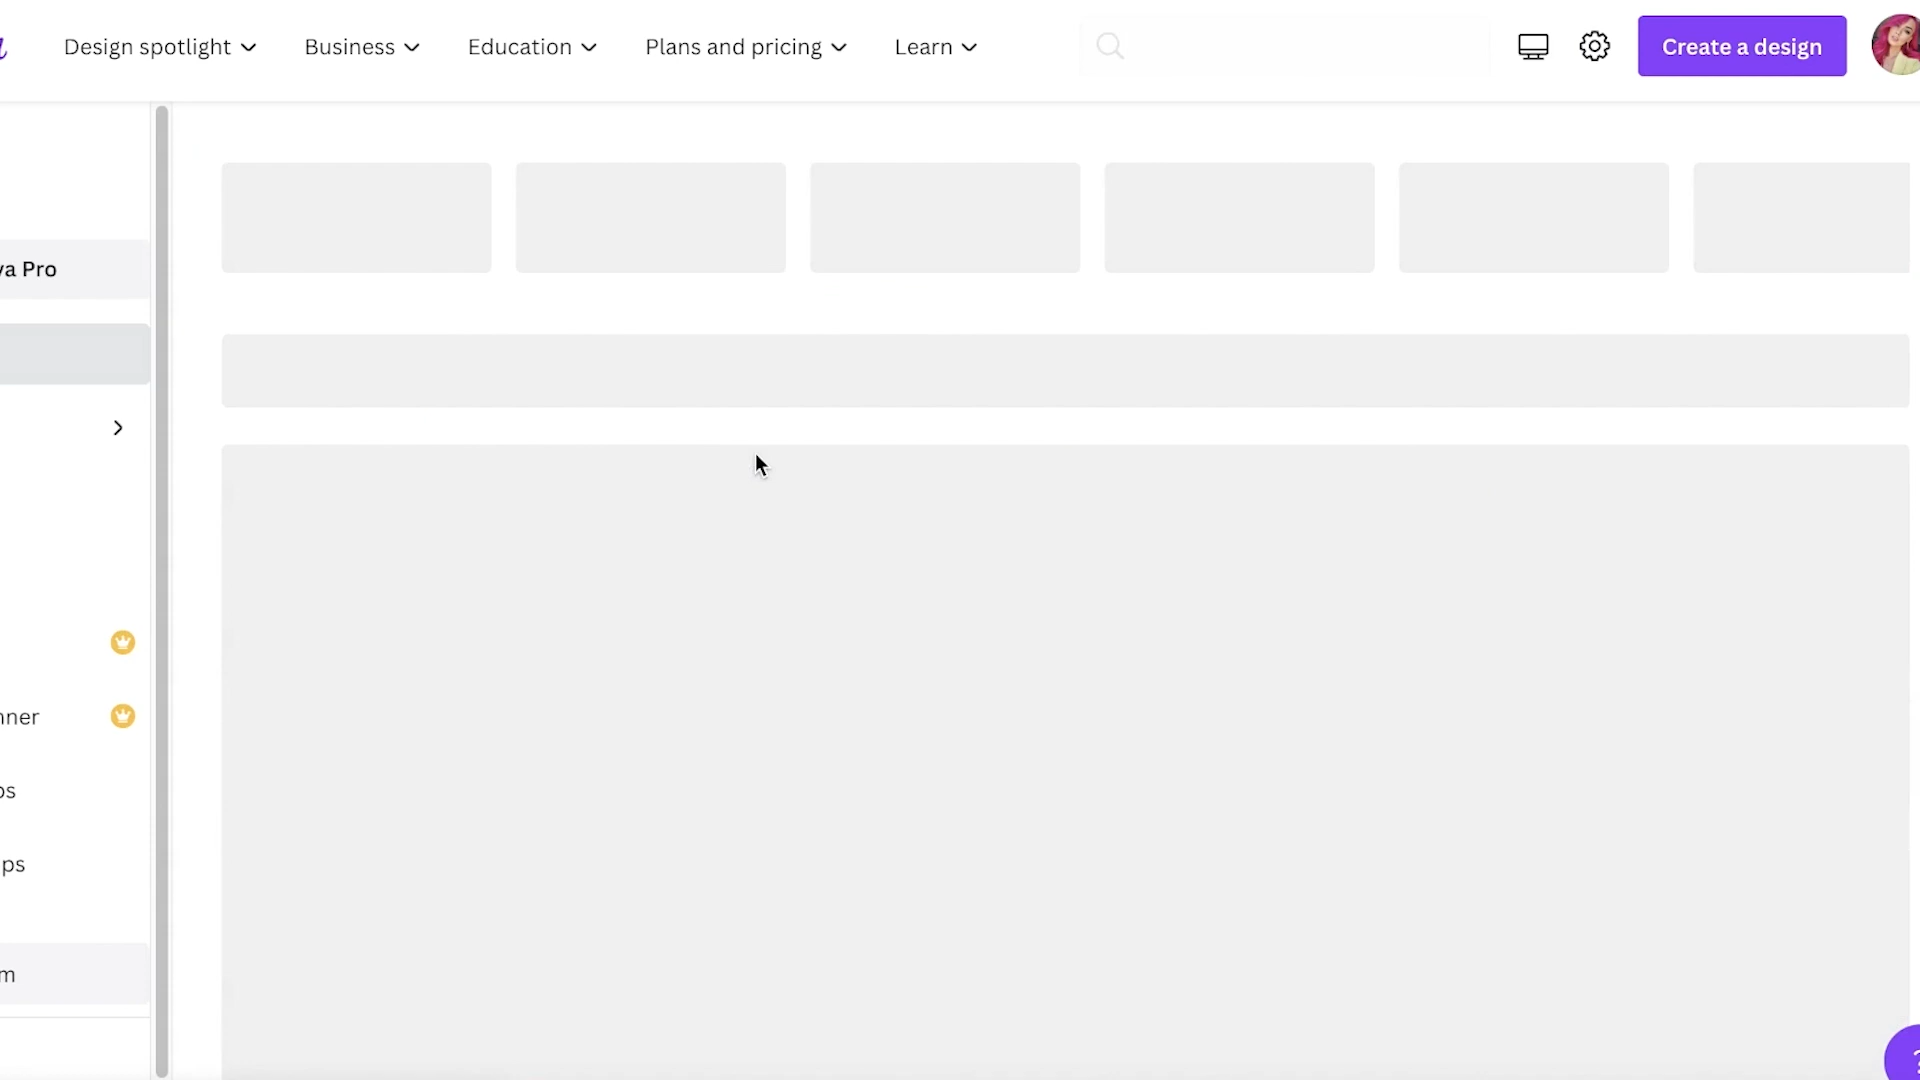 Design spotlight
Business
Education
Plans and pricing
Learn
Create a design
va Pro
nner
os
ps
m
?